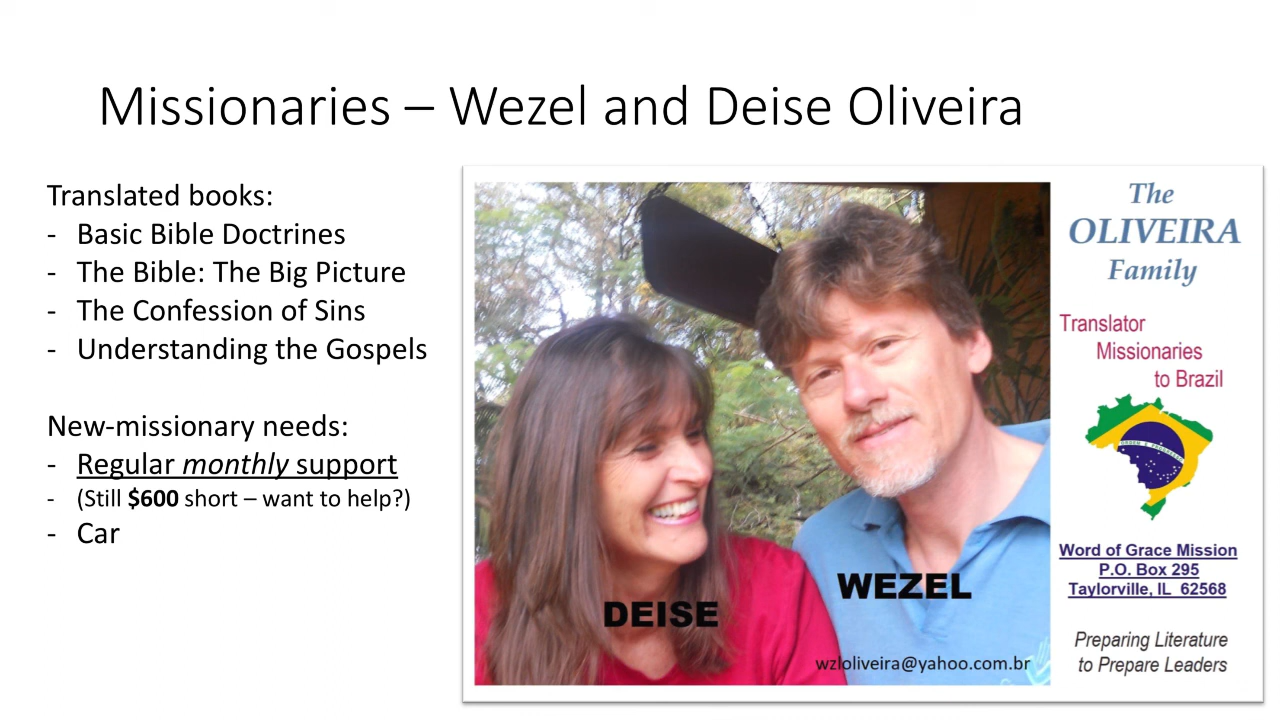 Missionaries – Wezel and Deise Oliveira
Translated books:
- Basic Bible Doctrines
- The Bible: The Big Picture
- The Confession of Sins
- Understanding the Gospels
New-missionary needs:
- Regular monthly support
- (Still $600 short – want to help?)
- Car
DEISE
WEZEL
wzloliveira@yahoo.com.br
The
OLIVEIRA
Family
Translator
Missionaries
to Brazil
Word of Grace Mission
P.O. Box 295
Taylorville, IL 62568
Preparing Literature
to Prepare Leaders